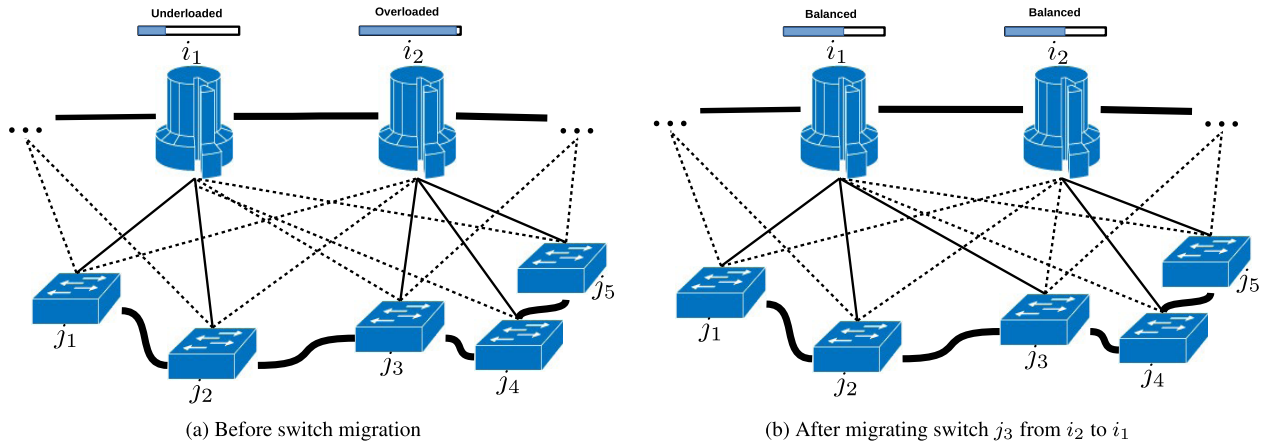 Underloaded
Overloaded
i₁
i₂
...
...
j₁
j₂
j₃
j₄
j₅
(a) Before switch migration
Balanced
Balanced
i₁
i₂
...
...
j₁
j₂
j₃
j₄
j₅
(b) After migrating switch j₃ from i₂ to i₁